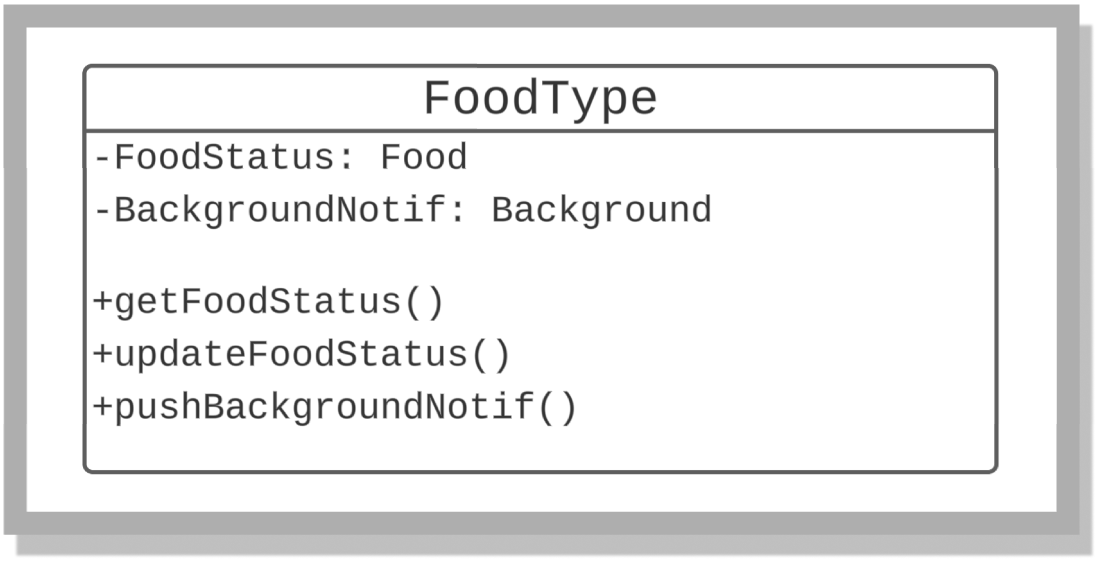 FoodType
-FoodStatus: Food
-BackgroundNotif: Background
+getFoodStatus()
+updateFoodStatus()
+pushBackgroundNotif()